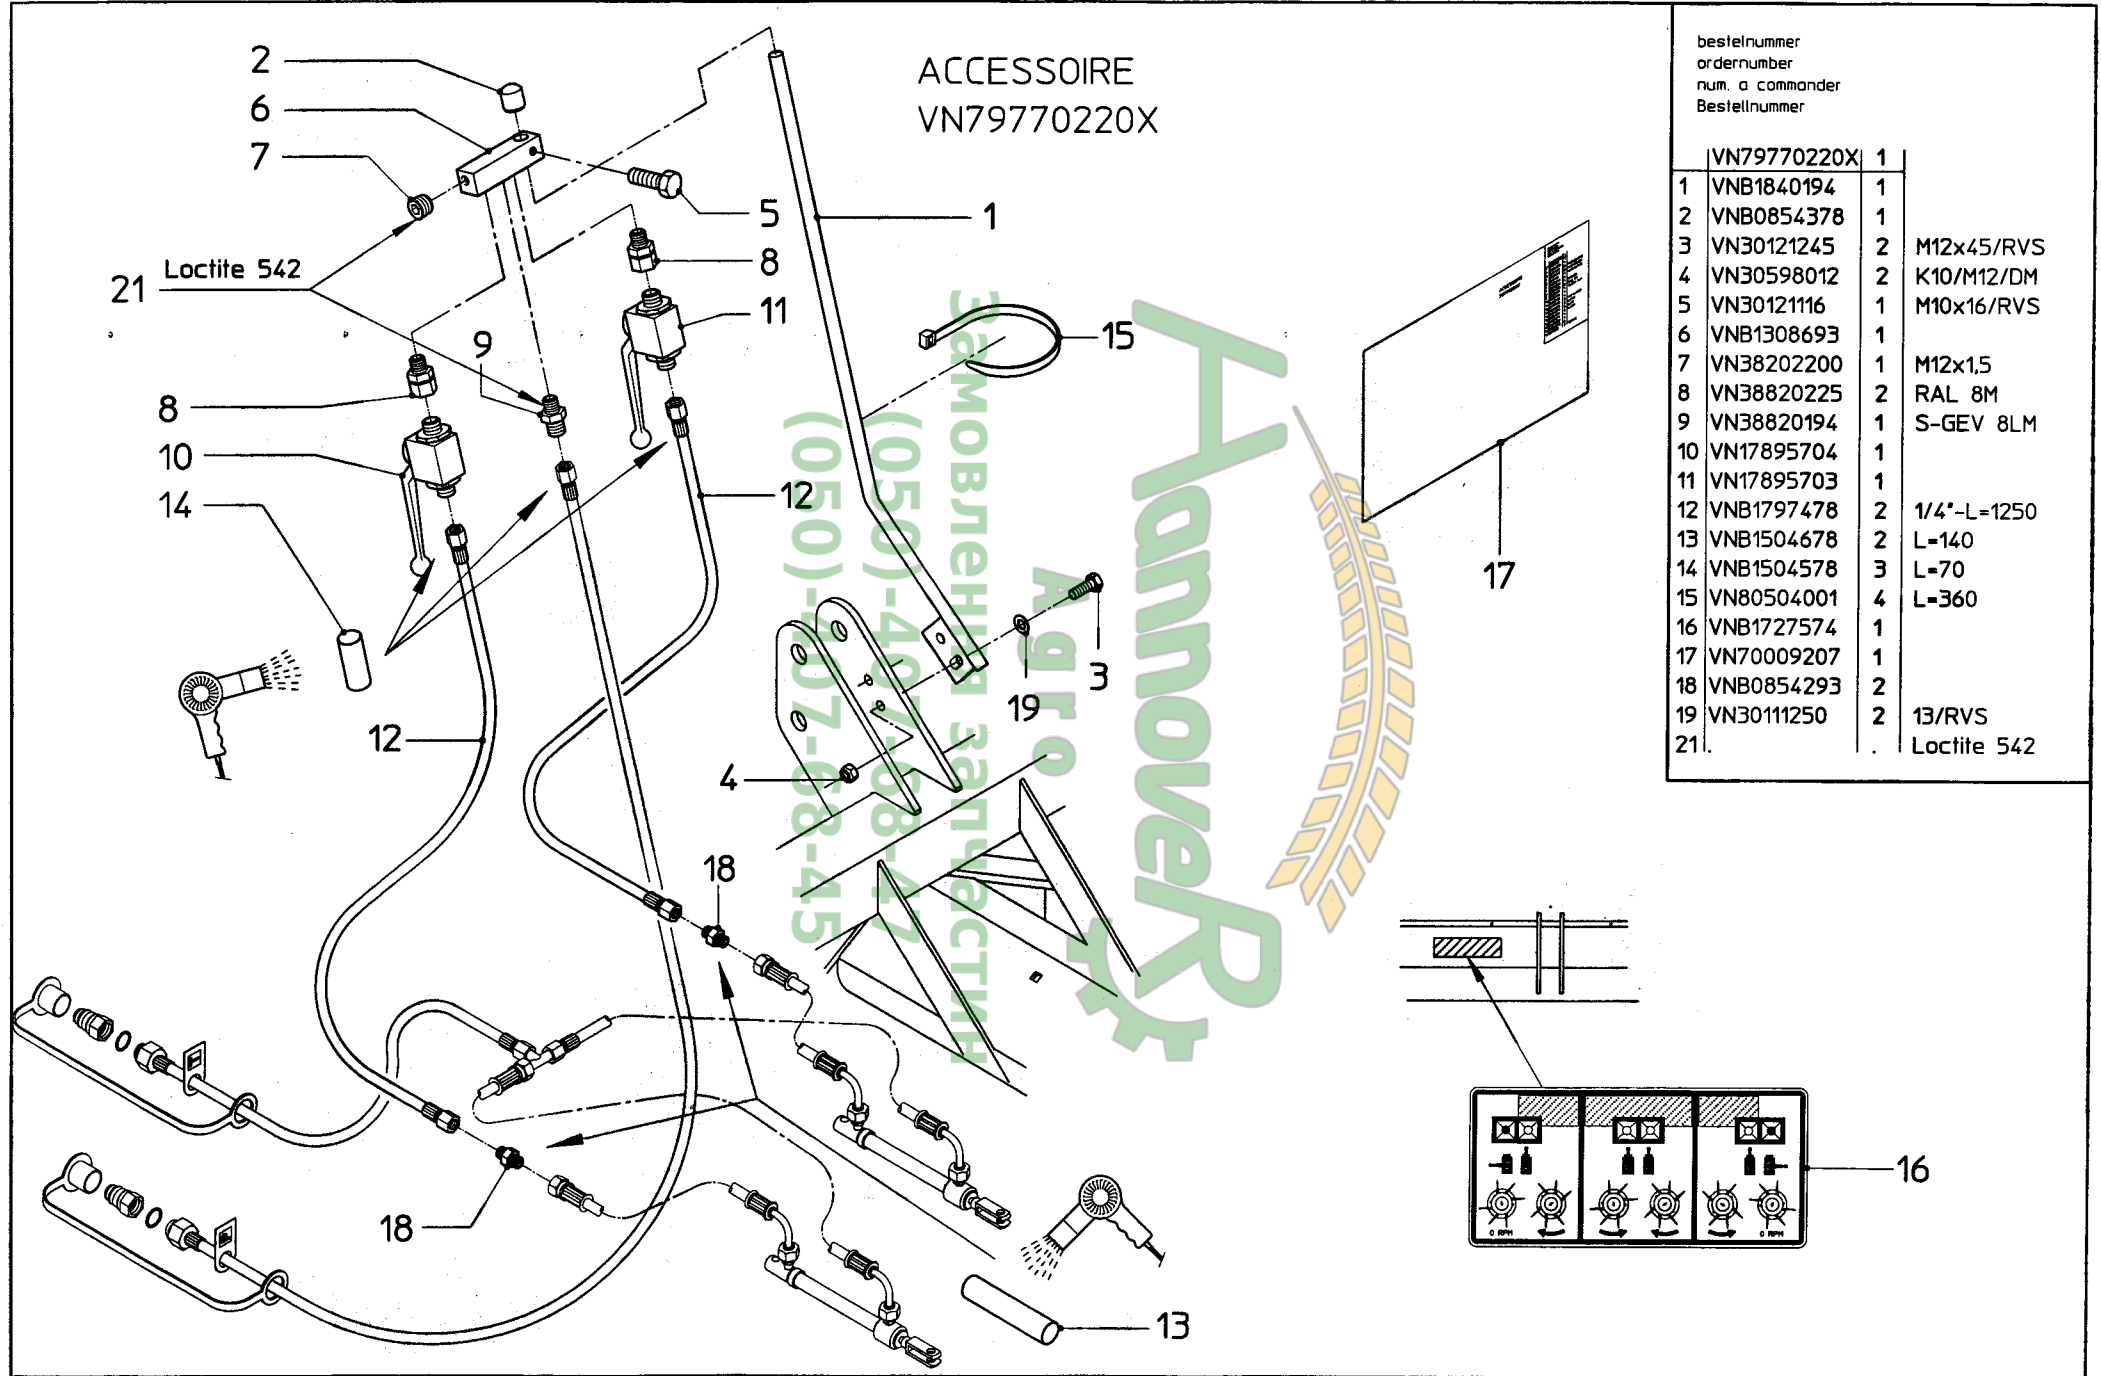 ACCESSOIRE
VN79770220X
bestelnummer
ordernumber
num. a commander
Bestellnummer
VN79770220X 1
1 VNB1840194 1
2 VNB0854378 1
3 VN30121245 2 M12x45/RVS
4 VN30598012 2 K10/M12/DM
5 VN30121116 1 M10x16/RVS
6 VNB1308693 1
7 VN38202200 1 M12x1,5
8 VN38820225 2 RAL 8M
9 VN38820194 1 S-GEV 8LM
10 VN17895704 1
11 VN17895703 1
12 VNB1797478 2 1/4"-L=1250
13 VNB1504678 2 L=140
14 VNB1504578 3 L=70
15 VN80504001 4 L=360
16 VNB1727574 1
17 VN70009207 1
18 VNB0854293 2
19 VN30111250 2 13/RVS
21 . . Loctite 542
2
6
7
5
1
8
21 Loctite 542
11
15
9
8
10
12
14
17
3
19
12
4
18
16
18
13
0 RPM
0 RPM
Замовлення запчастин
(050)-407-68-47
(050)-407-68-45
HannoveR
Agro